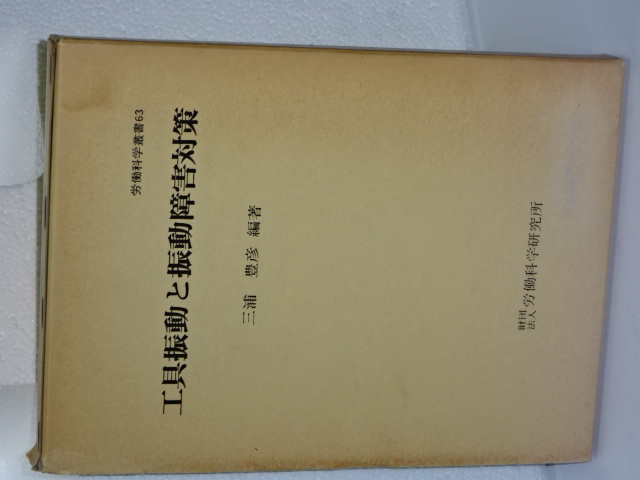 労働科学叢書63
工具振動と振動障害対策
三浦 豊彦 編著
財団法人 労働科学研究所